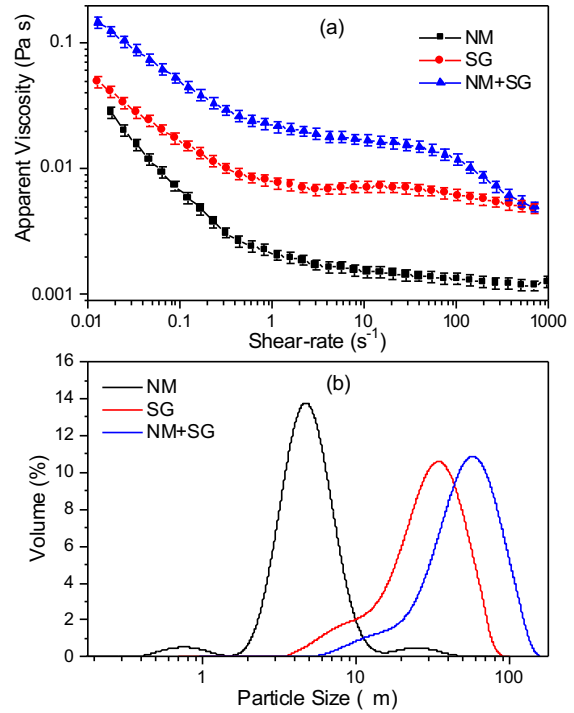 (a)
NM
SG
NM+SG
Apparent Viscosity (Pa s)
0.1
0.01
0.001
0.01 0.1 1 10 100 1000
Shear-rate (s⁻¹)
(b)
NM
SG
NM+SG
Volume (%)
16
14
12
10
8
6
4
2
0
1 10 100
Particle Size ( m)